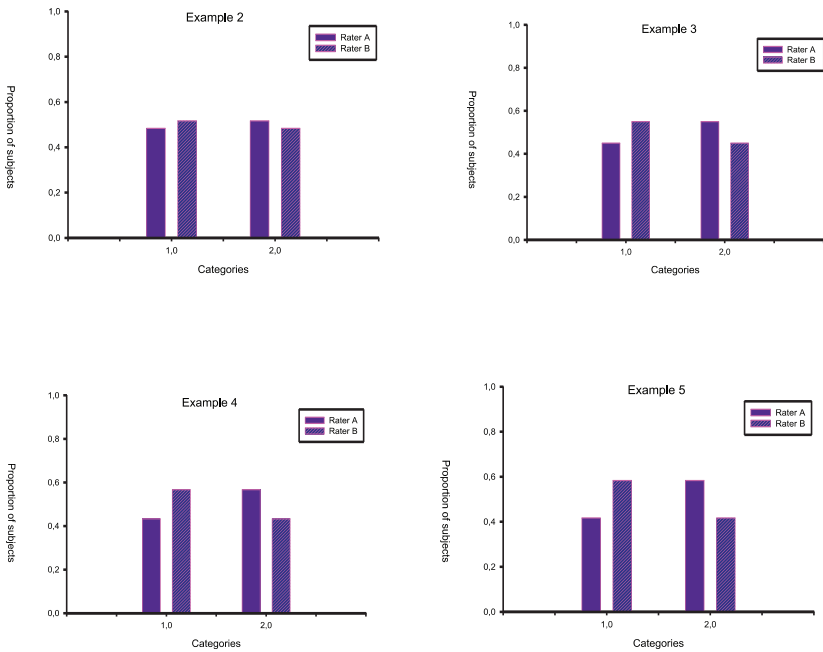 Example 2
Rater A
Rater B
Proportion of subjects
1,0
0,8
0,6
0,4
0,2
0,0
1,0 2,0
Categories
Example 3
Rater A
Rater B
Proportion of subjects
1,0
0,8
0,6
0,4
0,2
0,0
1,0 2,0
Categories
Example 4
Rater A
Rater B
Proportion of subjects
1,0
0,8
0,6
0,4
0,2
0,0
1,0 2,0
Categories
Example 5
Rater A
Rater B
Proportion of subjects
1,0
0,8
0,6
0,4
0,2
0,0
1,0 2,0
Categories